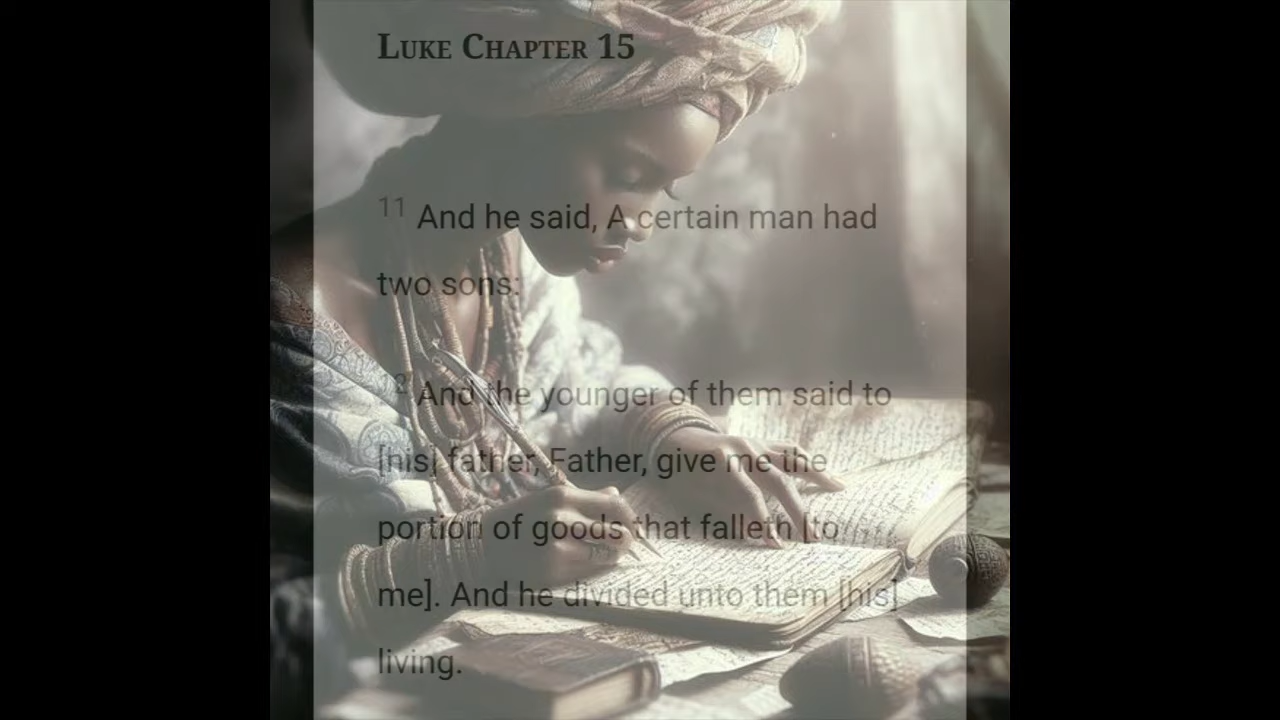 Luke Chapter 15
11 And he said, A certain man had
two sons:
12 And the younger of them said to
[his] father, Father, give me the
portion of goods that falleth [to
me]. And he divided unto them [his]
living.